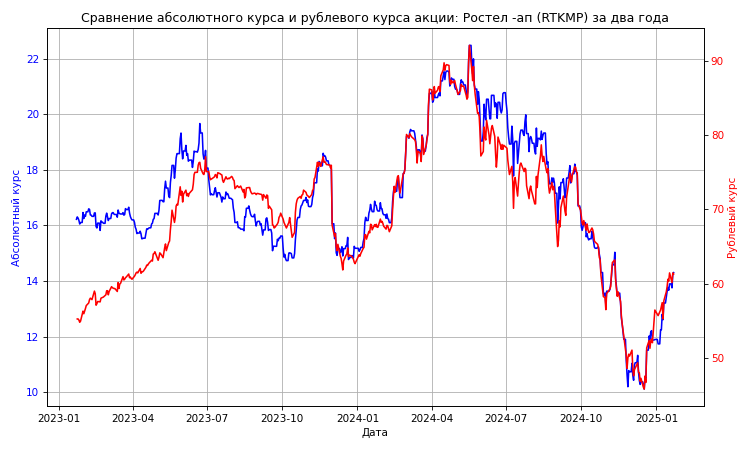 Сравнение абсолютного курса и рублевого курса акции: Ростел -ап (RTKMP) за два года
22
20
18
16
14
12
10
Абсолютный курс
90
80
70
60
50
Рублевый курс
2023-01 2023-04 2023-07 2023-10 2024-01 2024-04 2024-07 2024-10 2025-01
Дата